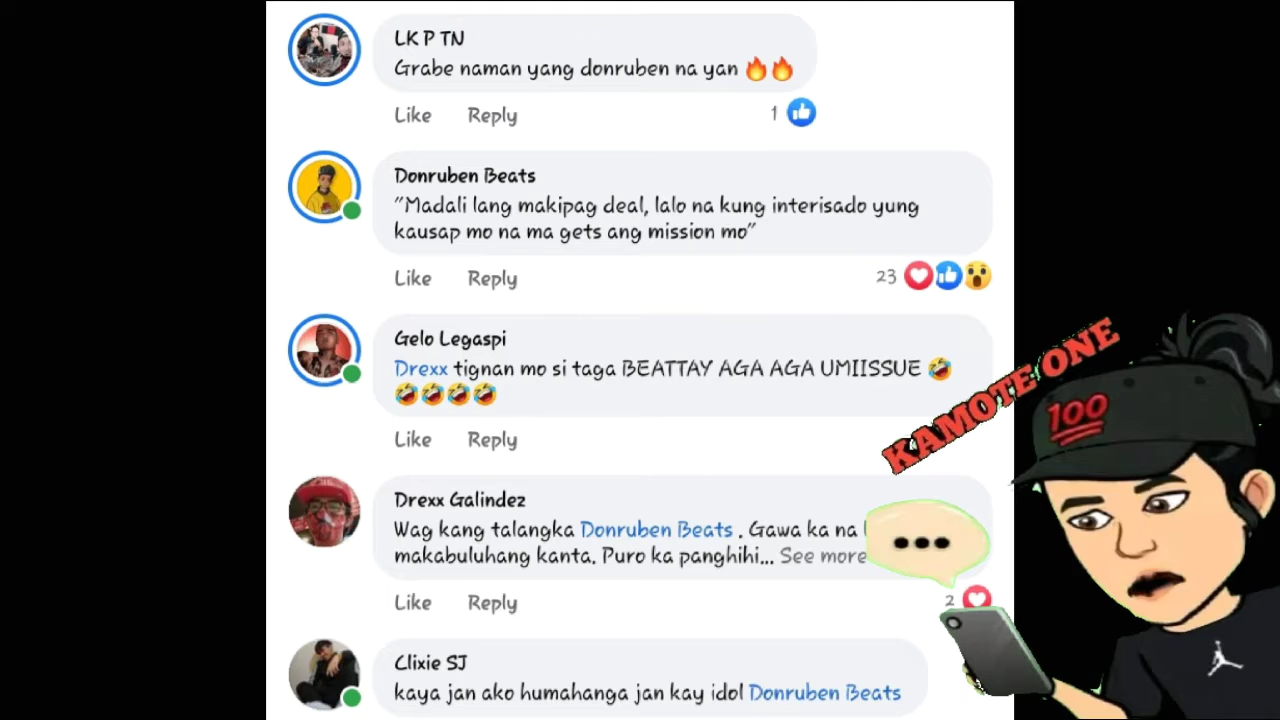 LK P TN
Grabe naman yang donruben na yan 🔥🔥
Like Reply 1
Donruben Beats
"Madali lang makipag deal, lalo na kung interisado yung
kausap mo na ma gets ang mission mo"
Like Reply 23
Gelo Legaspi
Drexx tignan mo si taga BEATTAY AGA AGA UMIISSUE 🤣
🤣🤣🤣🤣
Like Reply
Drexx Galindez
Wag kang talangka Donruben Beats . Gawa ka na
makabuluhang kanta. Puro ka panghihi... See more
Like Reply 2
Clixie SJ
kaya jan ako humahanga jan kay idol Donruben Beats
KAMOTE ONE
100